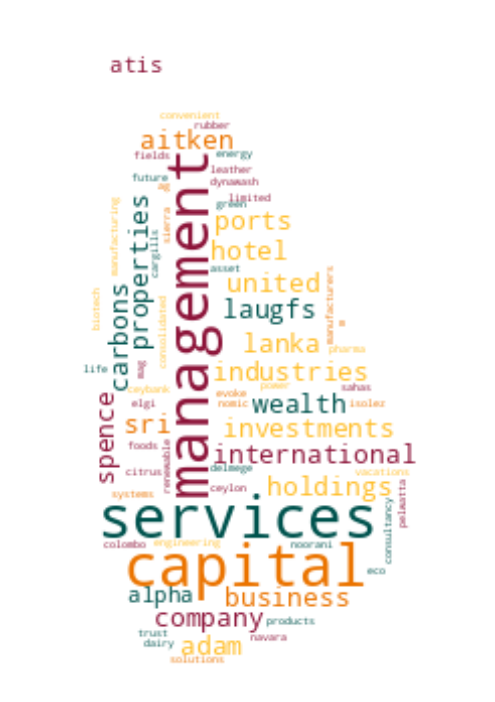 atis
convenient
rubber
aitken
fields
energy
leather
future
dynawash
ag
limited
green
management
properties
manufacturing
sierra
cargills
ports
hotel
asset
united
manufacturers
carbons
biotech
consolidated
laugfs
m
lanka
pharma
life
mag
industries
power
sahas
ceybank
evoke
elgi
nomic
wealth
isolez
spence
sri
investments
foods
renewable
international
citrus
delmege
vacations
systems
ceylon
holdings
pelwatta
services
consultancy
colombo
engineering
noorani
capital
eco
alpha
business
company
products
trust
navara
dairy
adam
solutions